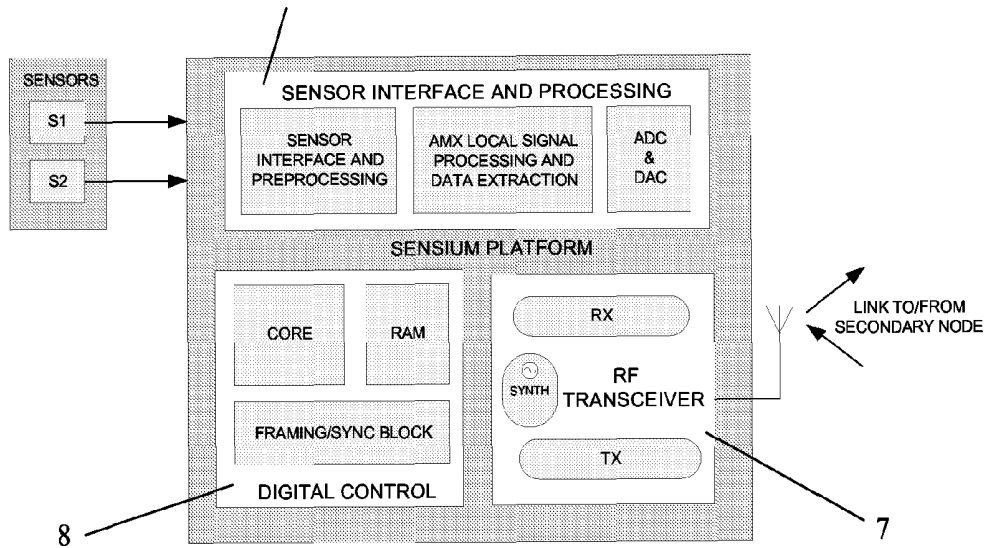 SENSORS
S1
S2
SENSOR INTERFACE AND PROCESSING
SENSOR
INTERFACE AND
PREPROCESSING
AMX LOCAL SIGNAL
PROCESSING AND
DATA EXTRACTION
ADC
&
DAC
SENSIUM PLATFORM
CORE
RAM
FRAMING/SYNC BLOCK
DIGITAL CONTROL
RX
SYNTH
RF
TRANSCEIVER
TX
LINK TO/FROM
SECONDARY NODE
8
7